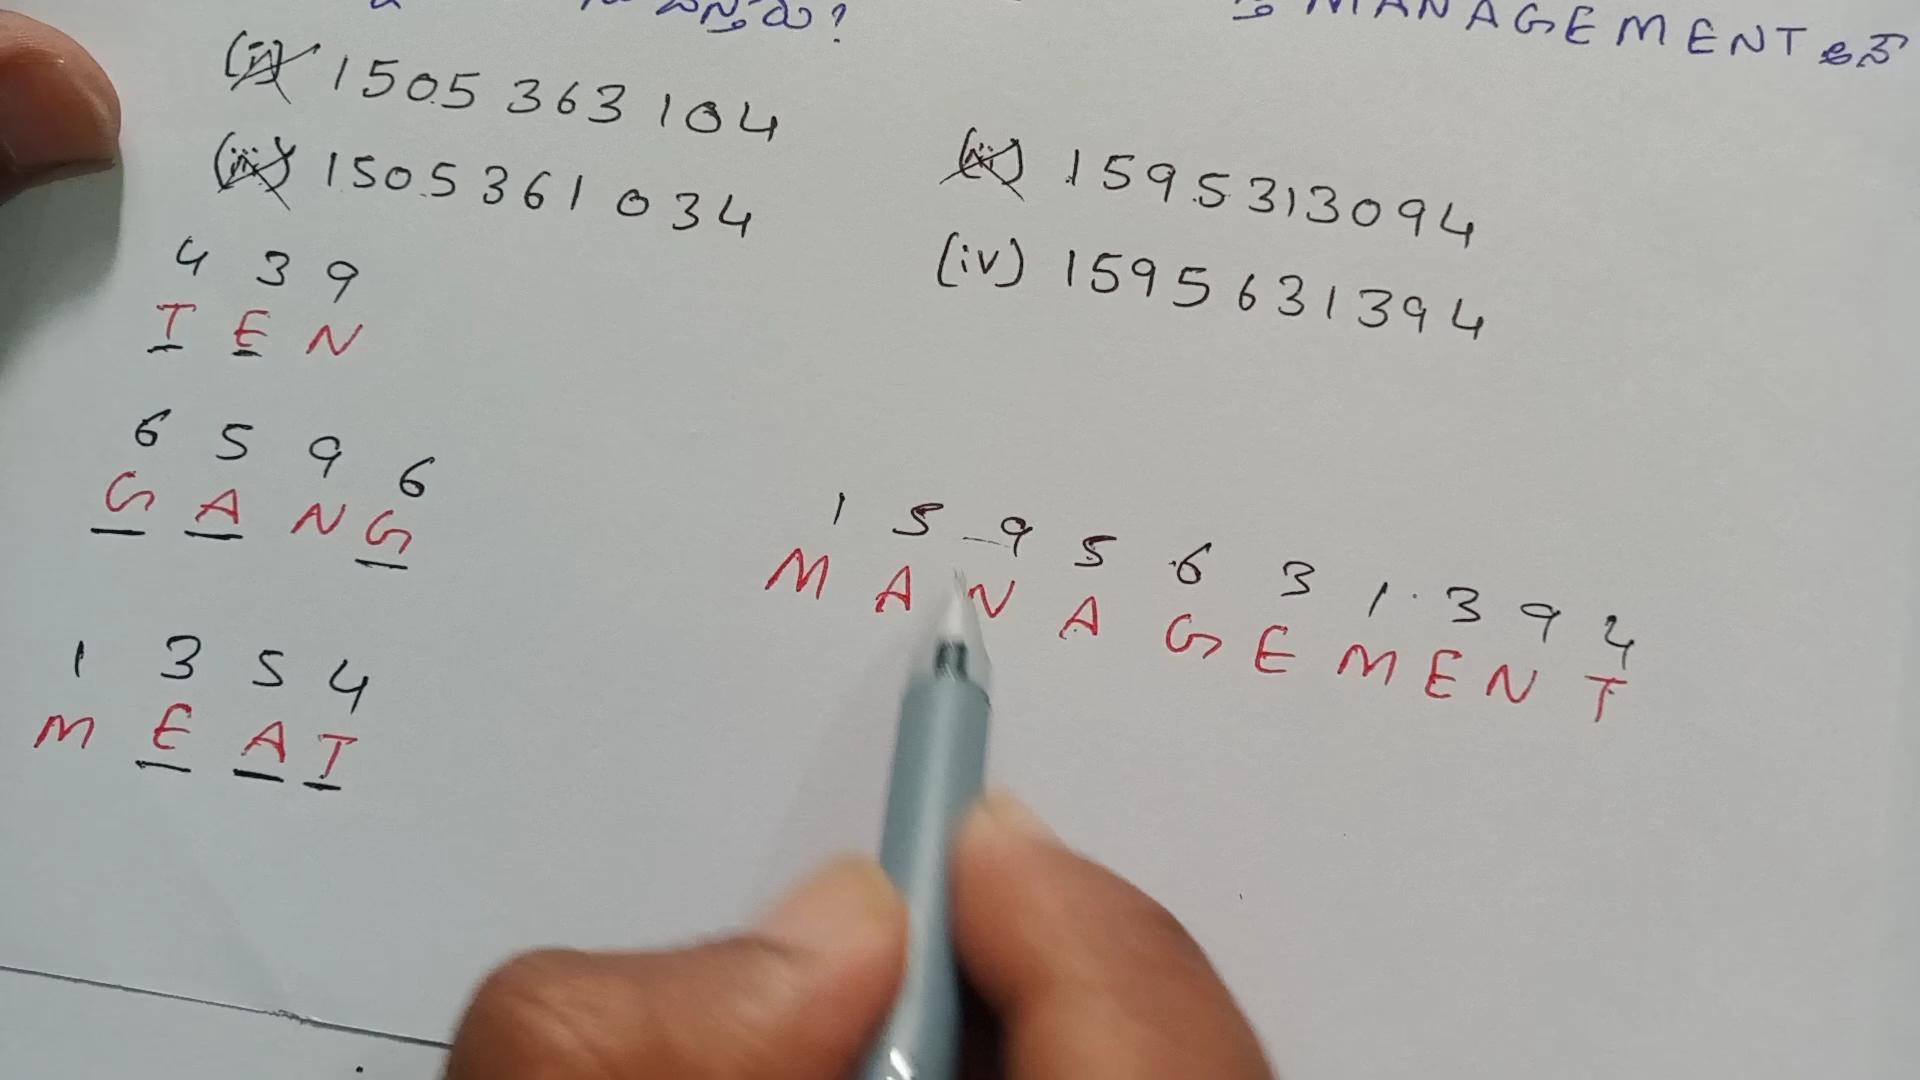 MANAGEMENT
(i) 1505363104
(ii) 1595313094
(iii) 1505361034
(iv) 1595631394
4 3 9
T E N
6 5 9 6
G A N G
1 5 9 5 6 3 1 3 9 4
M A N A G E M E N T
1 3 5 4
M E A T